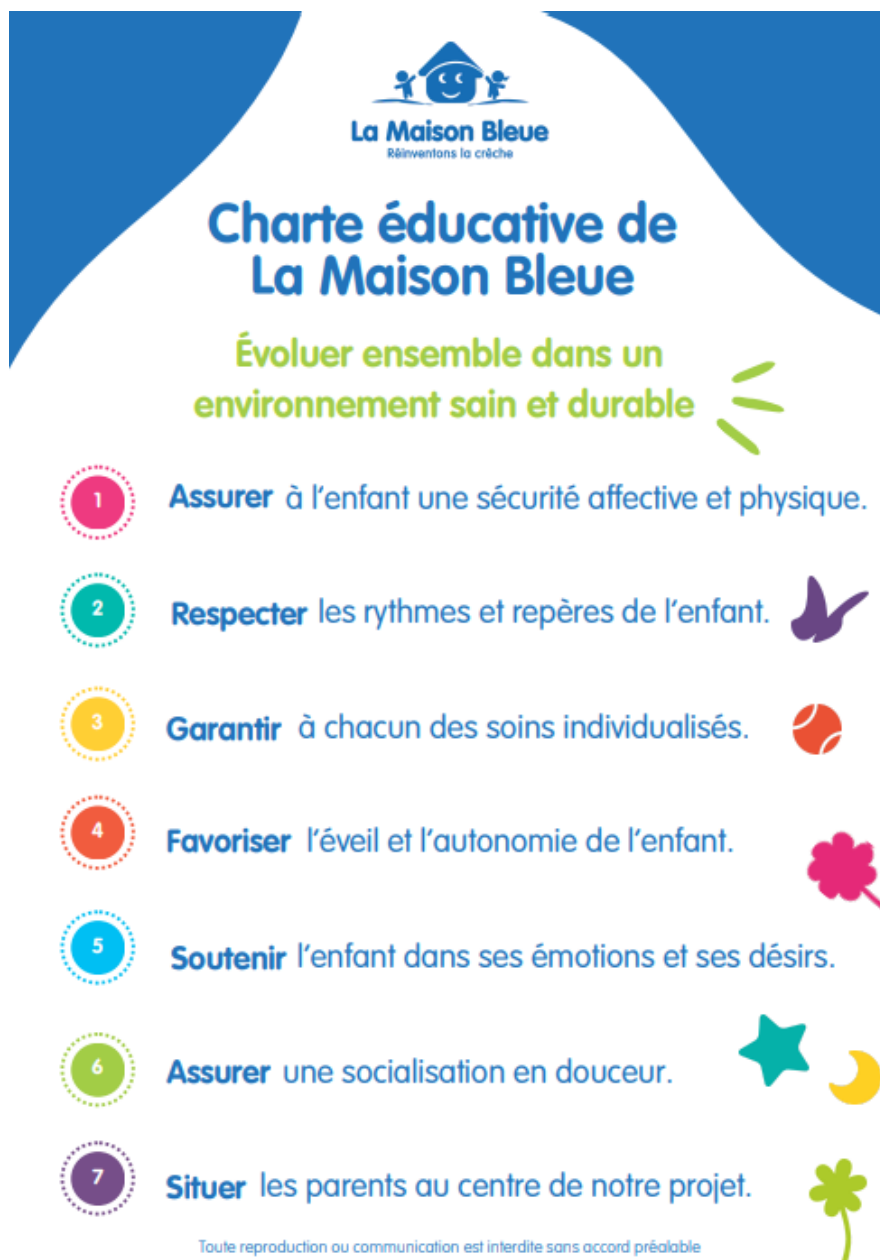 La Maison Bleue
Réinventons la crèche
Charte éducative de
La Maison Bleue
Évoluer ensemble dans un
environnement sain et durable
1 Assurer à l'enfant une sécurité affective et physique.
2 Respecter les rythmes et repères de l'enfant.
3 Garantir à chacun des soins individualisés.
4 Favoriser l'éveil et l'autonomie de l'enfant.
5 Soutenir l'enfant dans ses émotions et ses désirs.
6 Assurer une socialisation en douceur.
7 Situer les parents au centre de notre projet.
Toute reproduction ou communication est interdite sans accord préalable